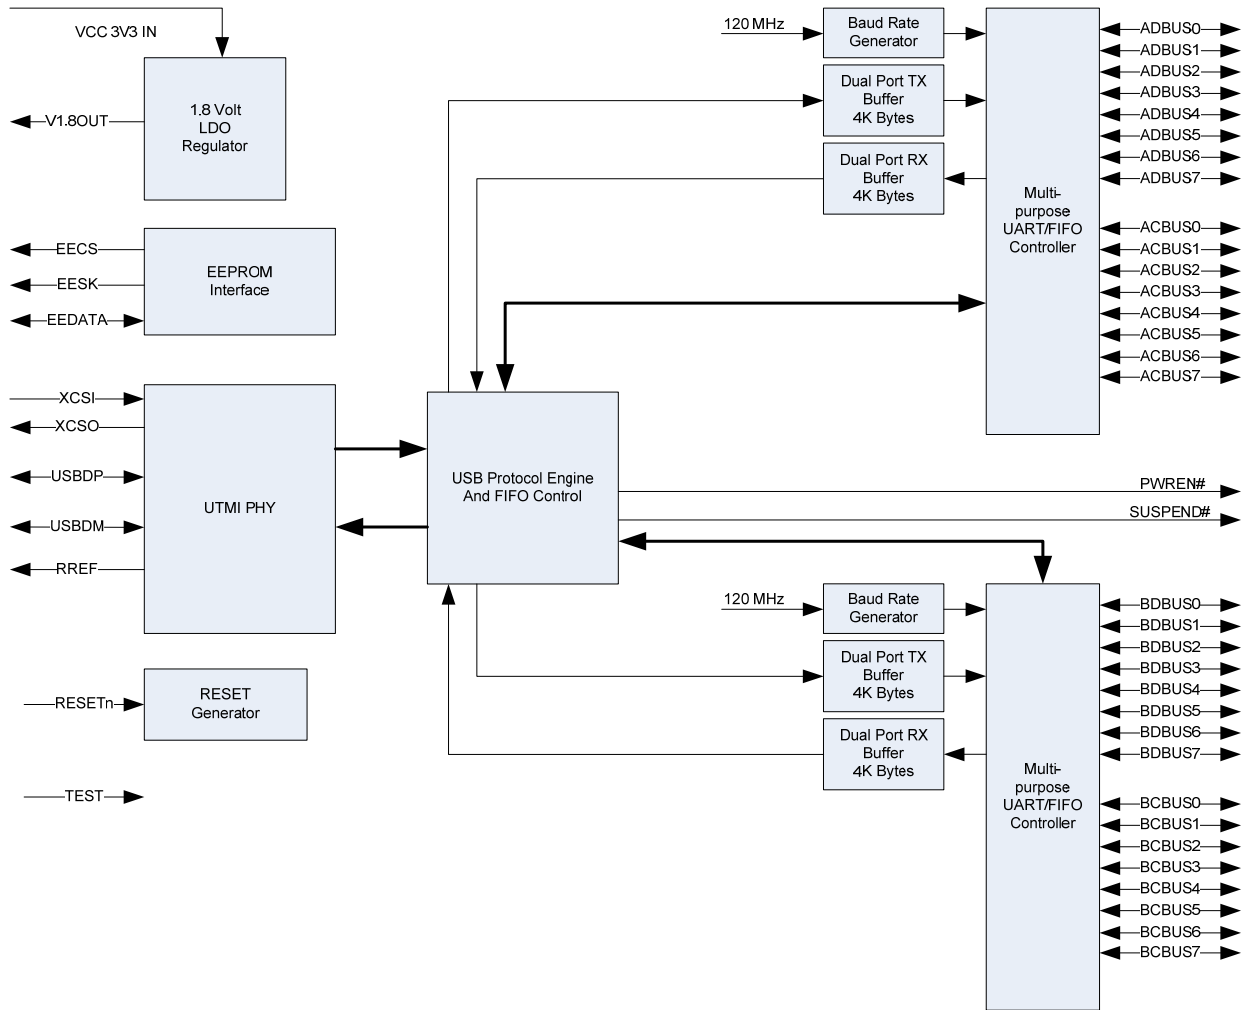 VCC 3V3 IN
1.8 Volt
LDO
Regulator
V1.8OUT
EECS
EESK
EEDATA
EEPROM
Interface
XCSI
XCSO
USBDP
USBDM
RREF
UTMI PHY
RESETn
RESET
Generator
TEST
USB Protocol Engine
And FIFO Control
120 MHz
Baud Rate
Generator
Dual Port TX
Buffer
4K Bytes
Dual Port RX
Buffer
4K Bytes
Multi-
purpose
UART/FIFO
Controller
ADBUS0
ADBUS1
ADBUS2
ADBUS3
ADBUS4
ADBUS5
ADBUS6
ADBUS7
ACBUS0
ACBUS1
ACBUS2
ACBUS3
ACBUS4
ACBUS5
ACBUS6
ACBUS7
PWREN#
SUSPEND#
120 MHz
Baud Rate
Generator
Dual Port TX
Buffer
4K Bytes
Dual Port RX
Buffer
4K Bytes
Multi-
purpose
UART/FIFO
Controller
BDBUS0
BDBUS1
BDBUS2
BDBUS3
BDBUS4
BDBUS5
BDBUS6
BDBUS7
BCBUS0
BCBUS1
BCBUS2
BCBUS3
BCBUS4
BCBUS5
BCBUS6
BCBUS7